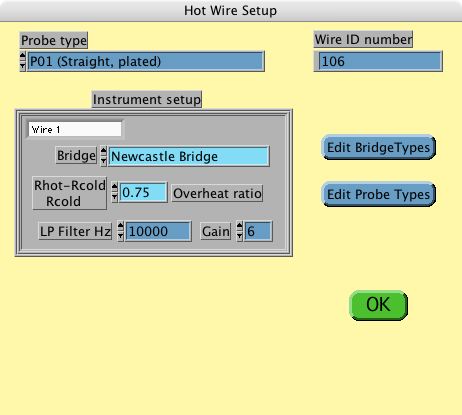 Hot Wire Setup
Probe type
Wire ID number
P01 (Straight, plated)
106
Instrument setup
Wire 1
Bridge
Newcastle Bridge
Edit BridgeTypes
Rhot-Rcold
Rcold
0.75
Overheat ratio
Edit Probe Types
LP Filter Hz
10000
Gain
6
OK